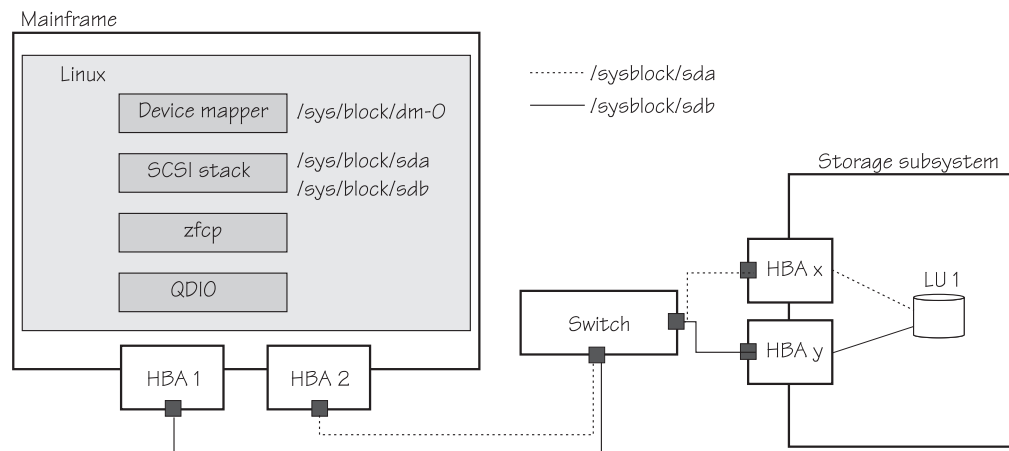 Mainframe
Linux
Device mapper
/sys/block/dm-0
SCSI stack
/sys/block/sda
/sys/block/sdb
zfcp
QDIO
HBA 1
HBA 2
/sysblock/sda
/sysblock/sdb
Switch
Storage subsystem
HBA x
HBA y
LU 1